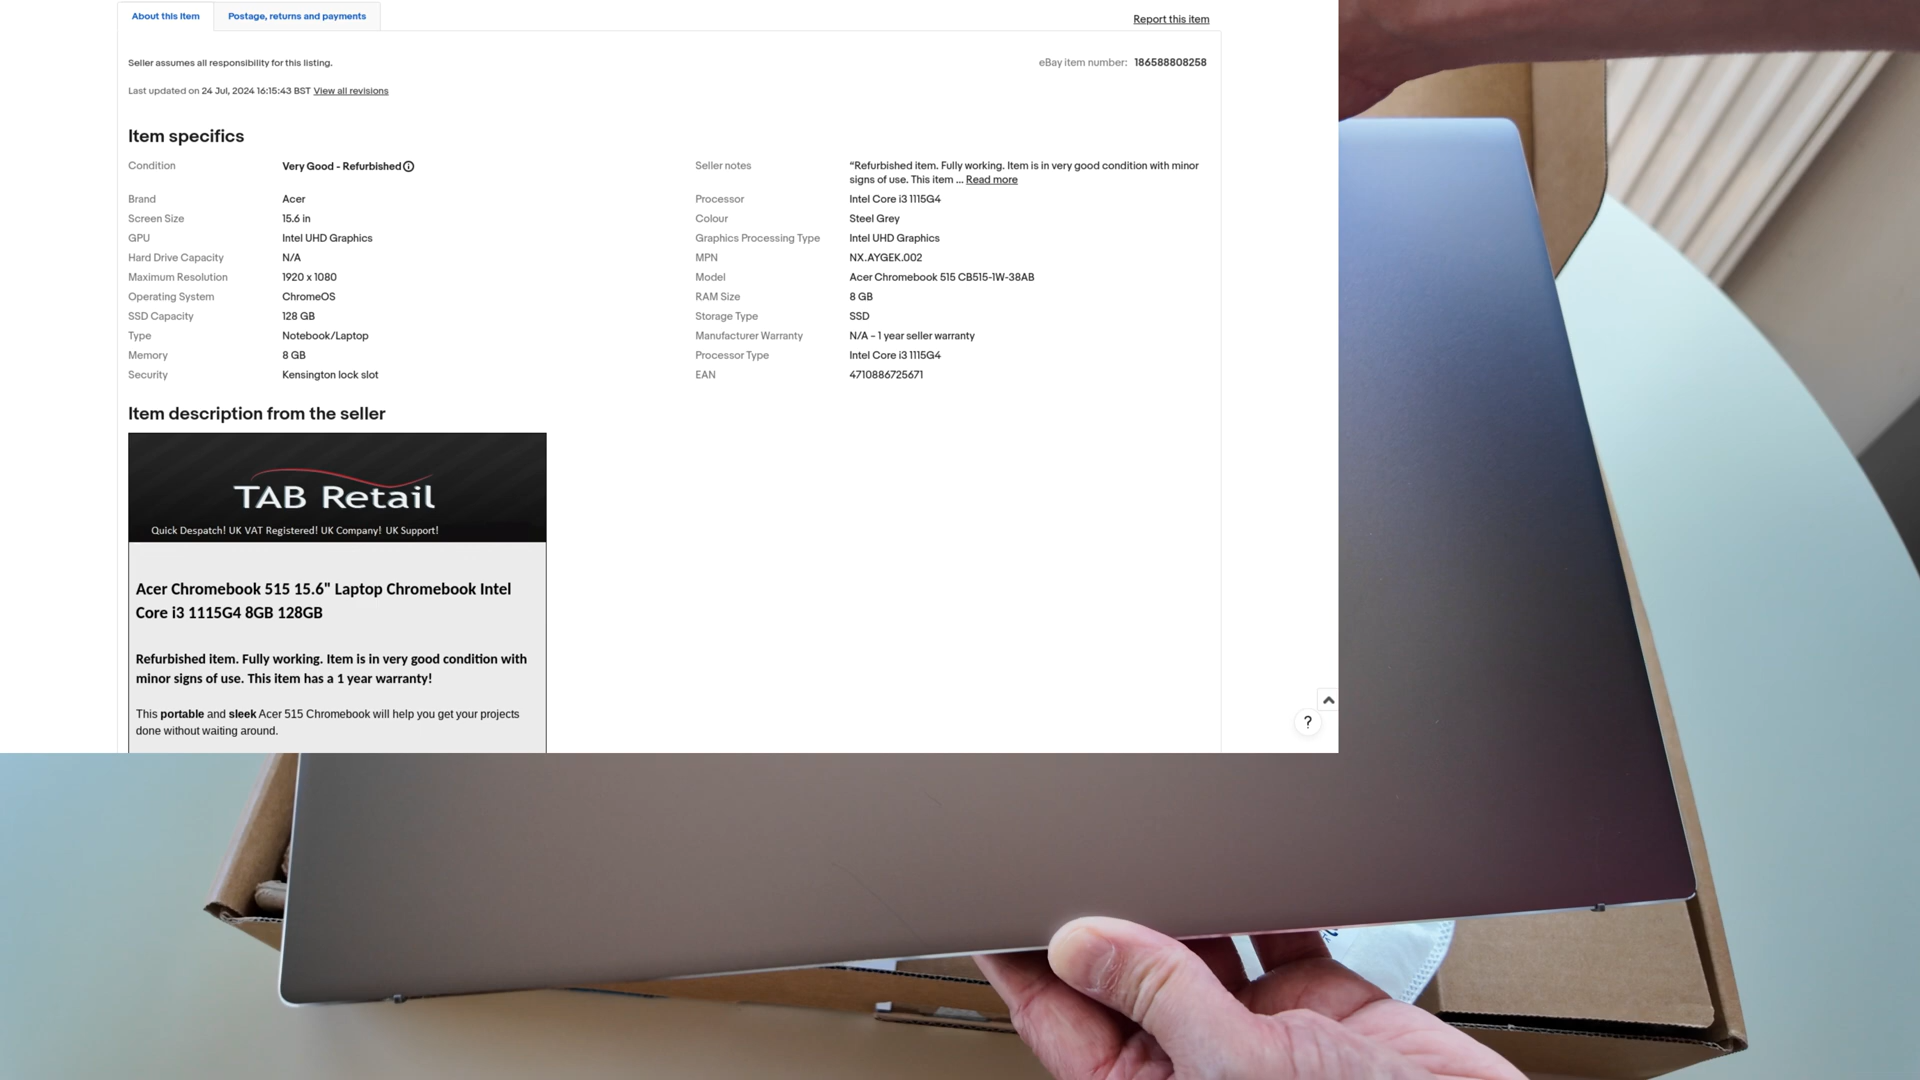 About this item
Postage, returns and payments
Report this item
Seller assumes all responsibility for this listing.
eBay item number: 186588808258
Last updated on 24 Jul, 2024 16:15:43 BST View all revisions
Item specifics
Condition Very Good - Refurbished
Seller notes “Refurbished item. Fully working. Item is in very good condition with minor
signs of use. This item ... Read more
Brand Acer
Processor Intel Core i3 1115G4
Screen Size 15.6 in
Colour Steel Grey
GPU Intel UHD Graphics
Graphics Processing Type Intel UHD Graphics
Hard Drive Capacity N/A
MPN NX.AYGEK.002
Maximum Resolution 1920 x 1080
Model Acer Chromebook 515 CB515-1W-38AB
Operating System ChromeOS
RAM Size 8 GB
SSD Capacity 128 GB
Storage Type SSD
Type Notebook/Laptop
Manufacturer Warranty N/A - 1 year seller warranty
Memory 8 GB
Processor Type Intel Core i3 1115G4
Security Kensington lock slot
EAN 4710886725671
Item description from the seller
TAB Retail
Quick Despatch! UK VAT Registered! UK Company! UK Support!
Acer Chromebook 515 15.6" Laptop Chromebook Intel
Core i3 1115G4 8GB 128GB
Refurbished item. Fully working. Item is in very good condition with
minor signs of use. This item has a 1 year warranty!
This portable and sleek Acer 515 Chromebook will help you get your projects
done without waiting around.
?